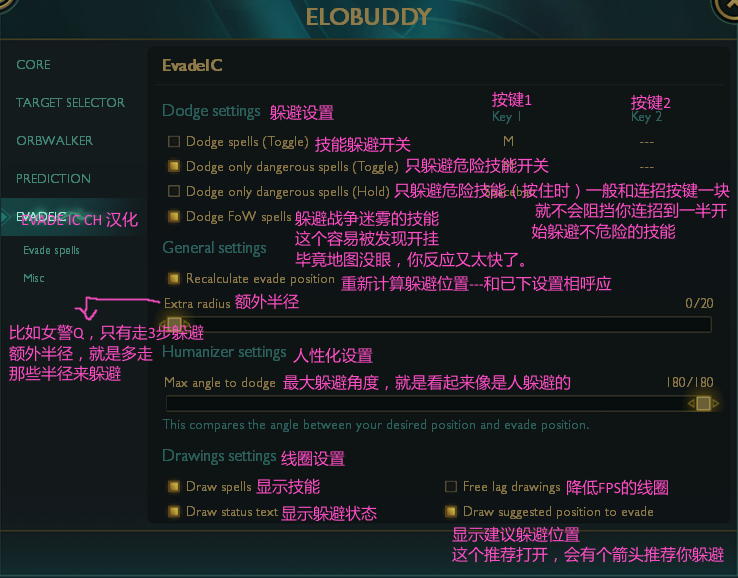 ELOBUDDY
CORE
TARGET SELECTOR
ORBWALKER
PREDICTION
EVADE IC CH 汉化
Evade spells
Misc
比如女警Q，只有走3步躲避
额外半径，就是多走
那些半径来躲避
EvadeIC
Dodge settings 躲避设置
按键1 按键2
Key 1 Key 2
Dodge spells (Toggle) 技能躲避开关 M ---
Dodge only dangerous spells (Toggle) 只躲避危险技能开关 ---
Dodge only dangerous spells (Hold) 只躲避危险技能（按住时）一般和连招按键一块
就不会阻挡你连招到一半开
始躲避不危险的技能
Dodge FoW spells 躲避战争迷雾的技能
这个容易被发现开挂
毕竟地图没眼，你反应又太快了。
General settings
Recalculate evade position 重新计算躲避位置---和已下设置相呼应
Extra radius 额外半径 0/20
Humanizer settings 人性化设置
Max angle to dodge 最大躲避角度，就是看起来像是人躲避的 180/180
This compares the angle between your desired position and evade position.
Drawings settings 线圈设置
Draw spells 显示技能 Free lag drawings 降低FPS的线圈
Draw status text 显示躲避状态 Draw suggested position to evade
显示建议躲避位置
这个推荐打开，会有个箭头推荐你躲避